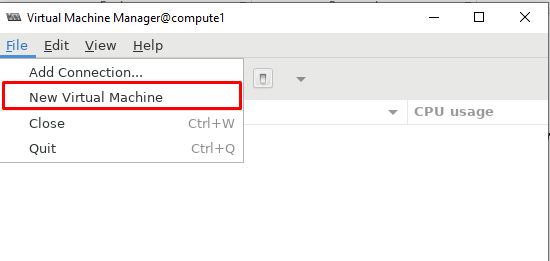 Virtual Machine Manager@compute1
File Edit View Help
Add Connection...
New Virtual Machine
CPU usage
Close Ctrl+W
Quit Ctrl+Q